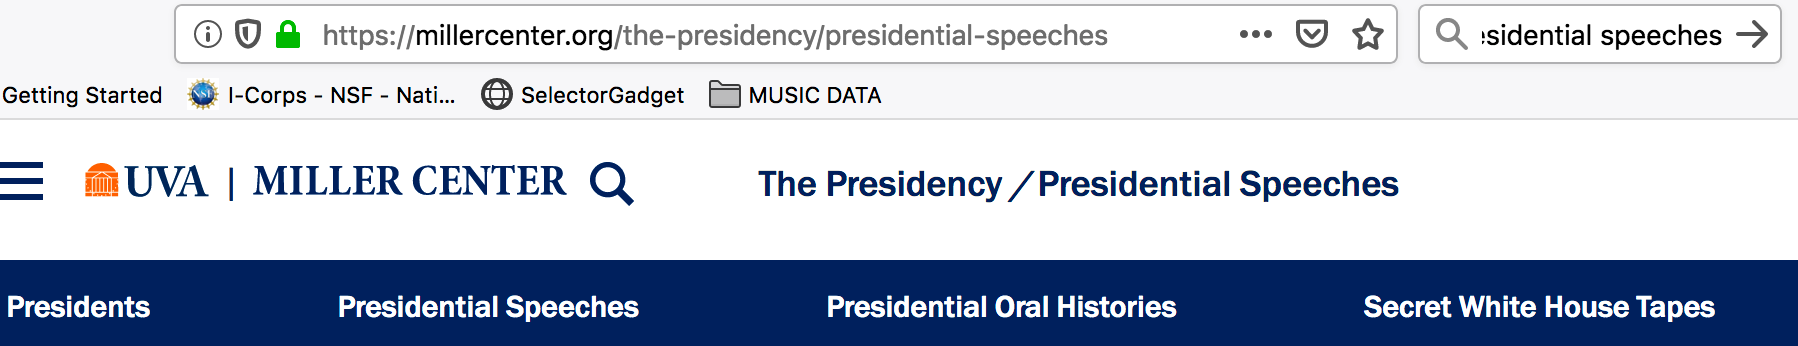 https://millercenter.org/the-presidency/presidential-speeches speeches
Getting Started I-Corps - NSF - Nati... SelectorGadget MUSIC DATA
UVA | MILLER CENTER The Presidency / Presidential Speeches
Presidents Presidential Speeches Presidential Oral Histories Secret White House Tapes